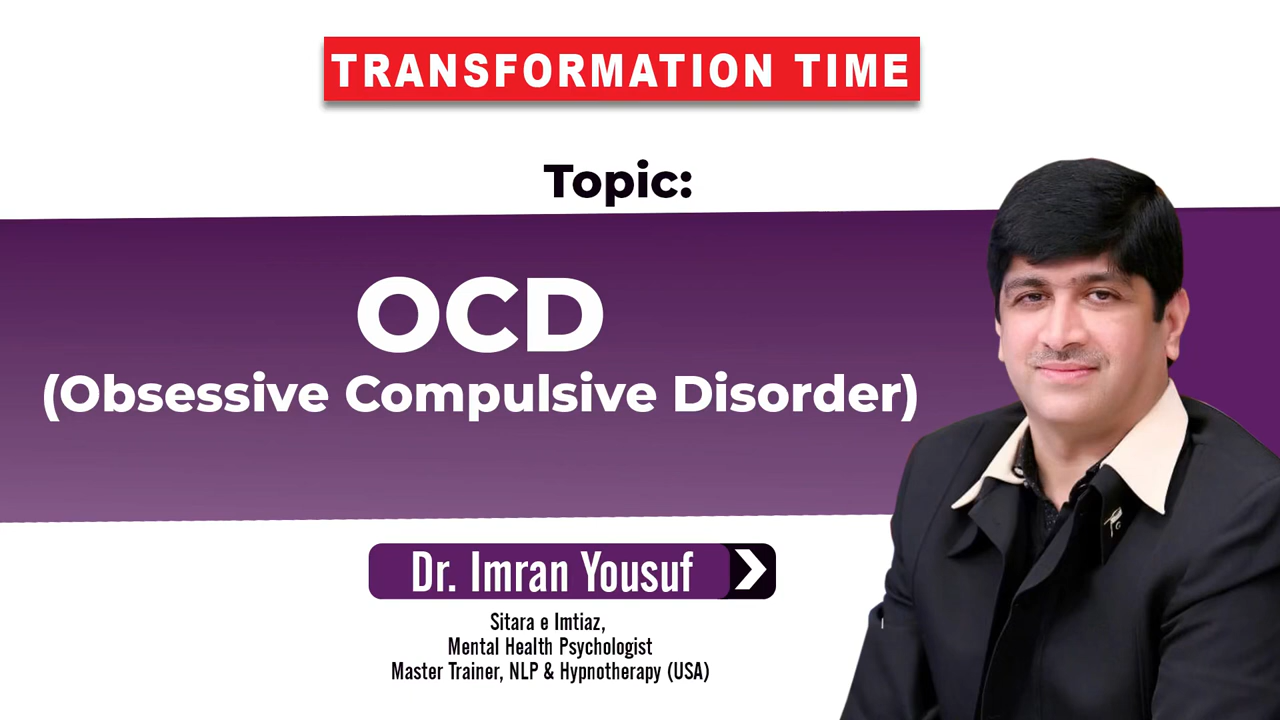 TRANSFORMATION TIME
Topic:
OCD
(Obsessive Compulsive Disorder)
Dr. Imran Yousuf
Sitara e Imtiaz,
Mental Health Psychologist
Master Trainer, NLP & Hypnotherapy (USA)